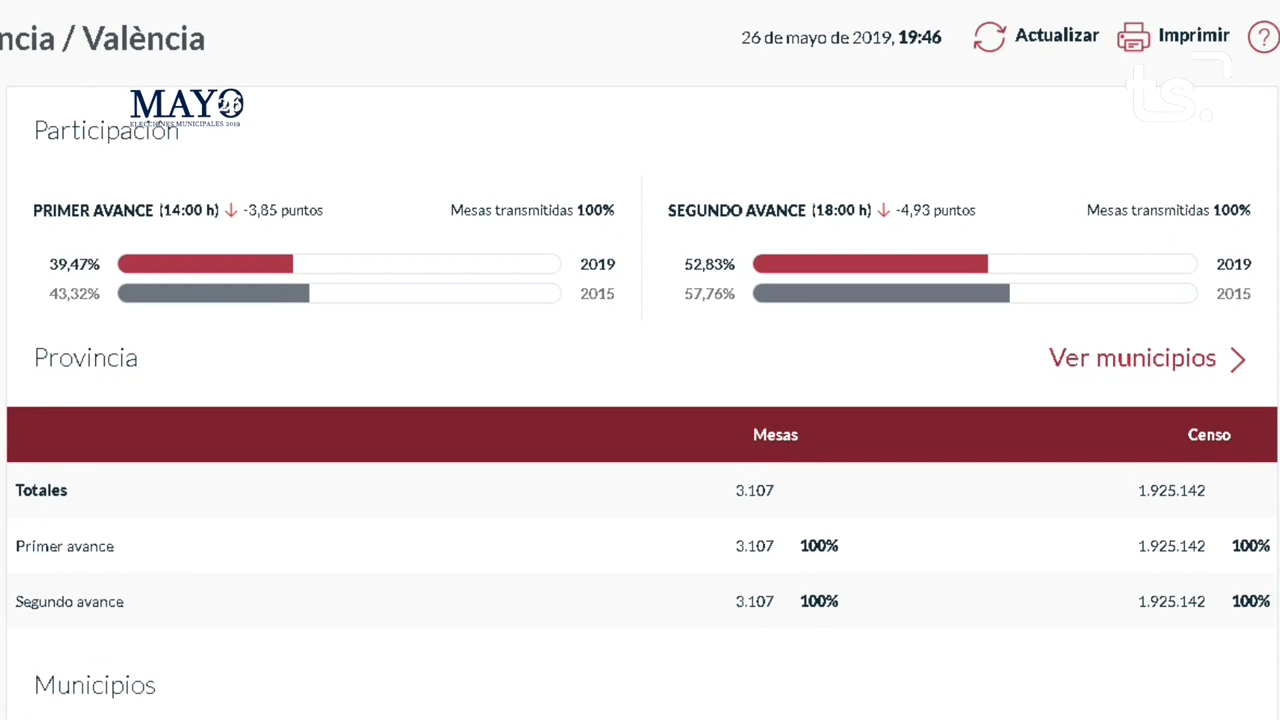 ncia / València
26 de mayo de 2019, 19:46
Actualizar
Imprimir
?
MAYO 26
ELECCIONES MUNICIPALES 2019
ts.
Participación
PRIMER AVANCE (14:00 h) ↓ -3,85 puntos
Mesas transmitidas 100%
39,47% 2019
43,32% 2015
SEGUNDO AVANCE (18:00 h) ↓ -4,93 puntos
Mesas transmitidas 100%
52,83% 2019
57,76% 2015
Provincia
Ver municipios >
Mesas Censo
Totales 3.107 1.925.142
Primer avance 3.107 100% 1.925.142 100%
Segundo avance 3.107 100% 1.925.142 100%
Municipios